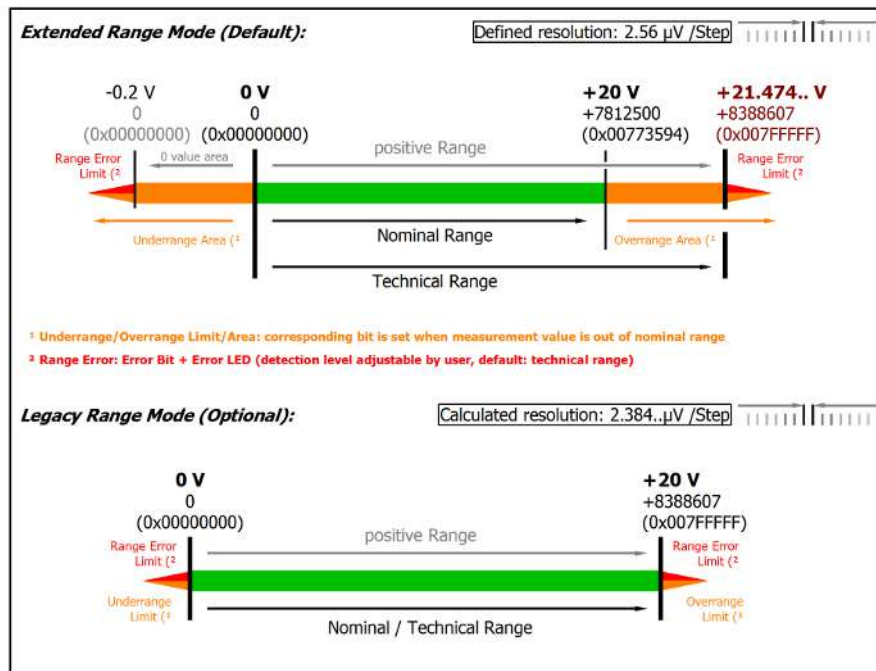 Extended Range Mode (Default):
Defined resolution: 2.56 µV /Step
-0.2 V
0 V
+20 V
+21.474.. V
0
0
+7812500
+8388607
(0x00000000)
(0x00000000)
(0x00773594)
(0x007FFFFF)
Range Error
Limit (²
0 value area
positive Range
Range Error
Limit (²
Underrange Area (¹
Nominal Range
Overrange Area (¹
Technical Range
¹ Underrange/Overrange Limit/Area: corresponding bit is set when measurement value is out of nominal range
² Range Error: Error Bit + Error LED (detection level adjustable by user, default: technical range)
Legacy Range Mode (Optional):
Calculated resolution: 2.384..µV /Step
0 V
+20 V
0
+8388607
(0x00000000)
(0x007FFFFF)
Range Error
Limit (²
positive Range
Range Error
Limit (²
Underrange
Limit (¹
Overrange
Limit (¹
Nominal / Technical Range